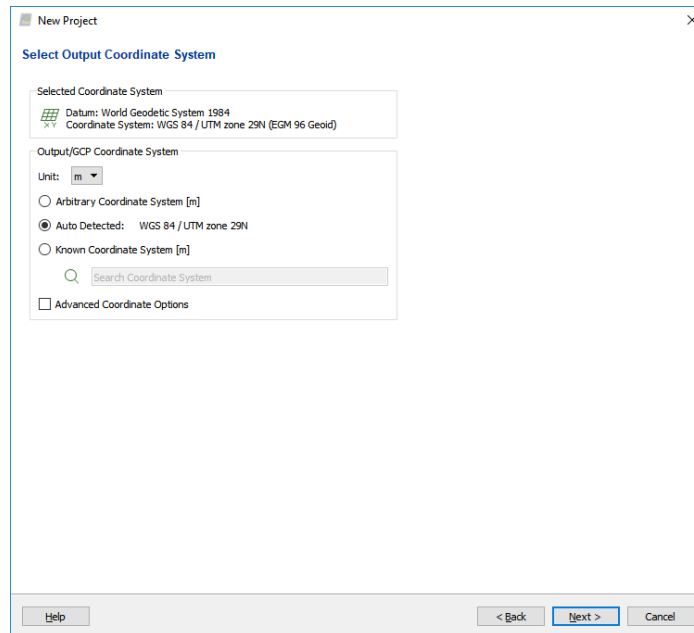 New Project
Select Output Coordinate System
Selected Coordinate System
Datum: World Geodetic System 1984
Coordinate System: WGS 84 / UTM zone 29N (EGM 96 Geoid)
Output/GCP Coordinate System
Unit: m
Arbitrary Coordinate System [m]
Auto Detected: WGS 84 / UTM zone 29N
Known Coordinate System [m]
Search Coordinate System
Advanced Coordinate Options
Help < Back Next > Cancel